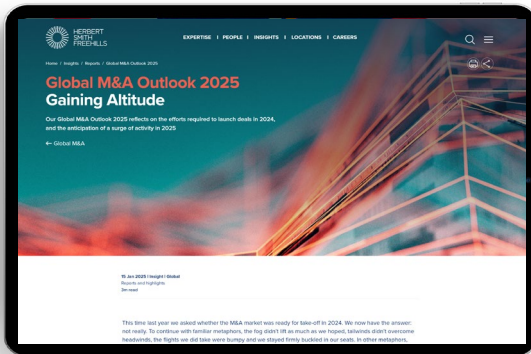 HERBERT
SMITH
FREEHILLS
EXPERTISE | PEOPLE | INSIGHTS | LOCATIONS | CAREERS
Home / Insights / Reports / Global M&A Outlook 2025
Global M&A Outlook 2025
Gaining Altitude
Our Global M&A Outlook 2025 reflects on the efforts required to launch deals in 2024,
and the anticipation of a surge of activity in 2025
← Global M&A
15 Jan 2025 | Insight | Global
Reports and highlights
2m read
This time last year we asked whether the M&A market was ready for take-off in 2024. We now have the answer:
not really. To continue with familiar metaphors, the fog didn't lift as much as we hoped, tailwinds didn't overcome
headwinds, the flights we did take were bumpy and we stayed firmly buckled in our seats. In other metaphors,